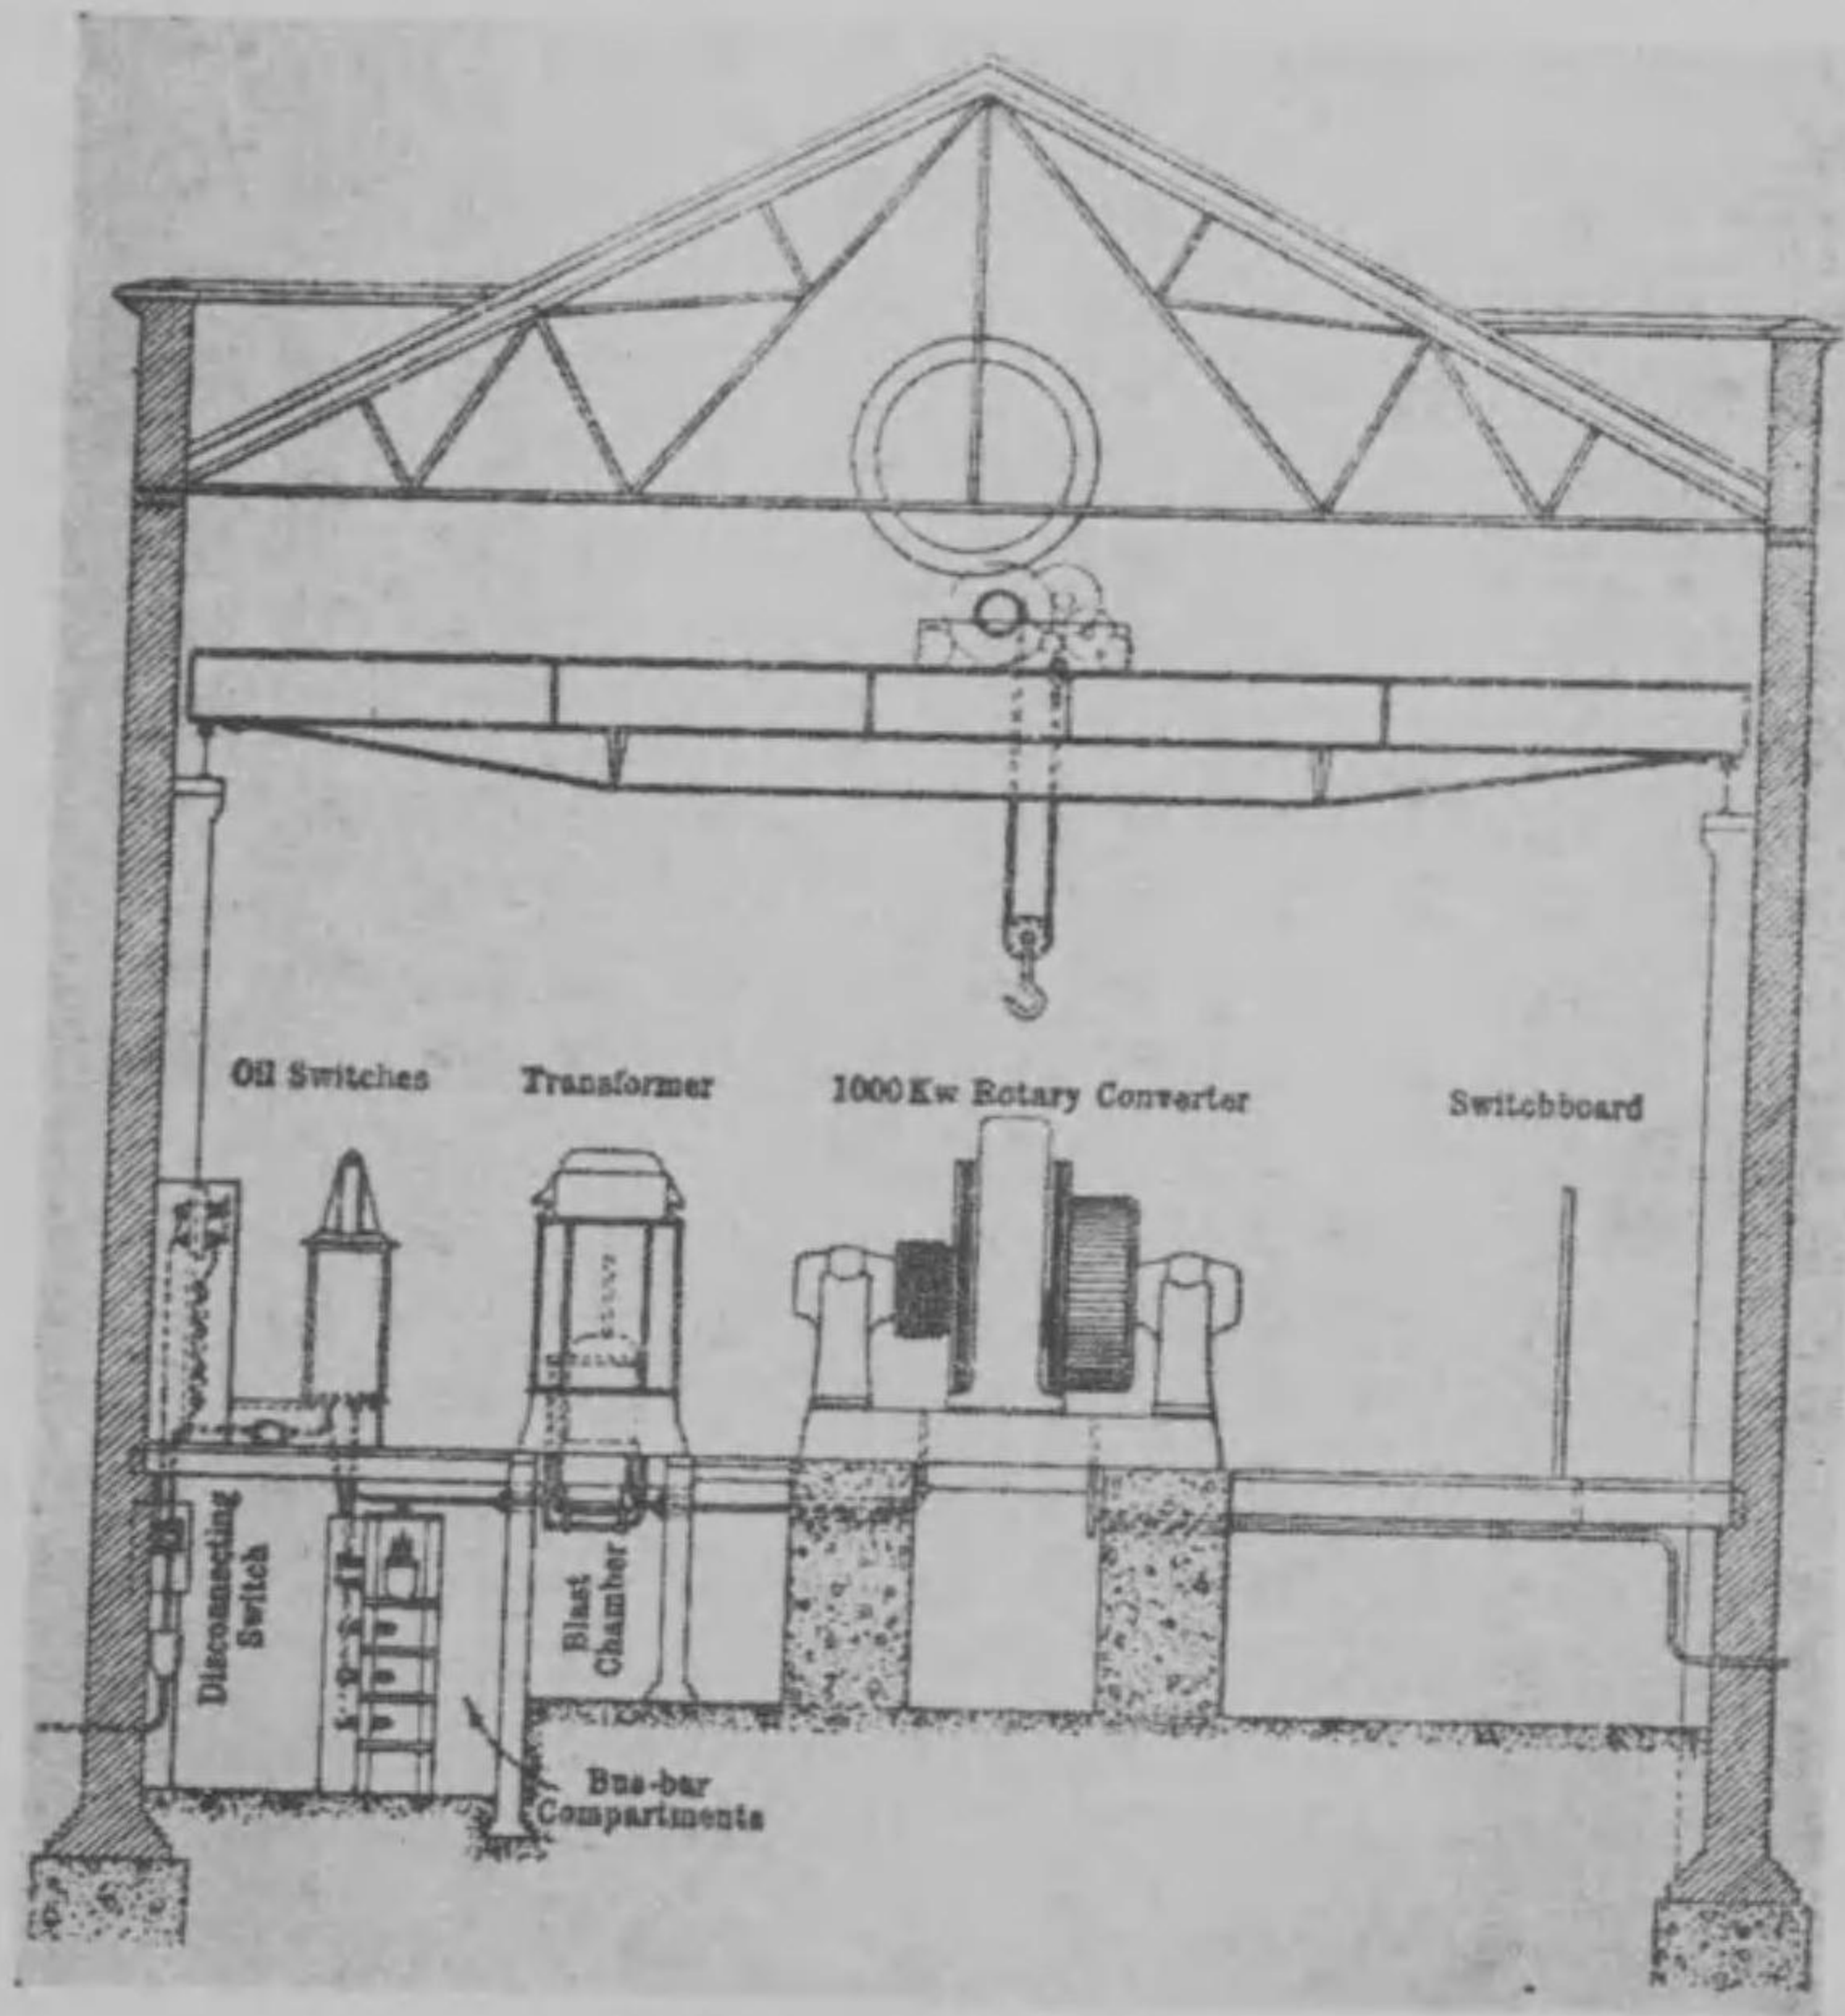 Oil Switches
Transformer
1000 Kw Rotary Converter
Switchboard
Disconnecting
Switch
Blast
Chamber
Bus-bar
Compartments